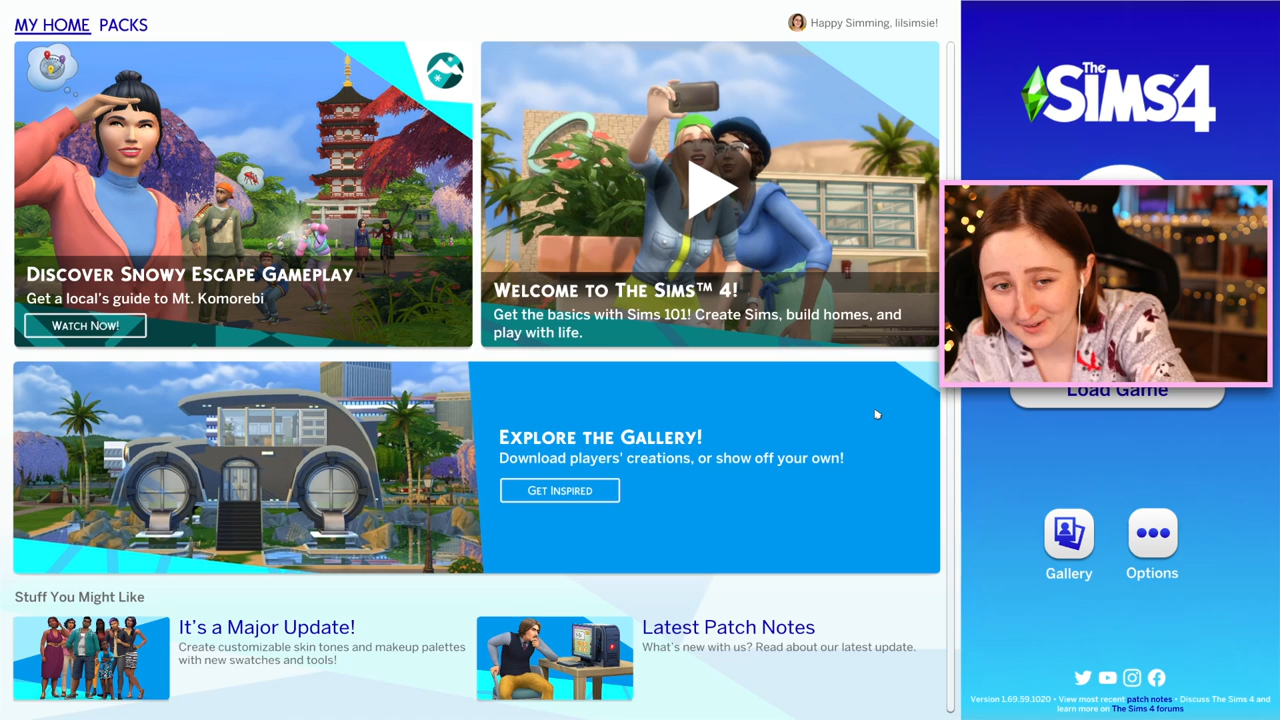 MY HOME PACKS
Happy Simming, lilsimsie!
The Sims 4
DISCOVER SNOWY ESCAPE GAMEPLAY
Get a local's guide to Mt. Komorebi
WATCH NOW!
WELCOME TO THE SIMS™ 4!
Get the basics with Sims 101! Create Sims, build homes, and
play with life.
EXPLORE THE GALLERY!
Download players' creations, or show off your own!
GET INSPIRED
Load Game
Gallery
Options
Stuff You Might Like
It's a Major Update!
Create customizable skin tones and makeup palettes
with new swatches and tools!
Latest Patch Notes
What's new with us? Read about our latest update.
Version 1.69.59.1020 • View most recent patch notes • Discuss The Sims 4 and
learn more on The Sims 4 forums